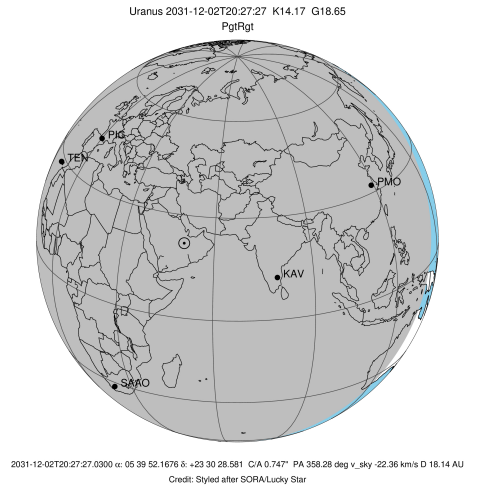 Uranus 2031-12-02T20:27:27 K14.17 G18.65
PgtRgt
PIC
TEN
PMO
KAV
SAAO
2031-12-02T20:27:27.0300 α: 05 39 52.1676 δ: +23 30 28.581 C/A 0.747" PA 358.28 deg v_sky -22.36 km/s D 18.14 AU
Credit: Styled after SORA/Lucky Star